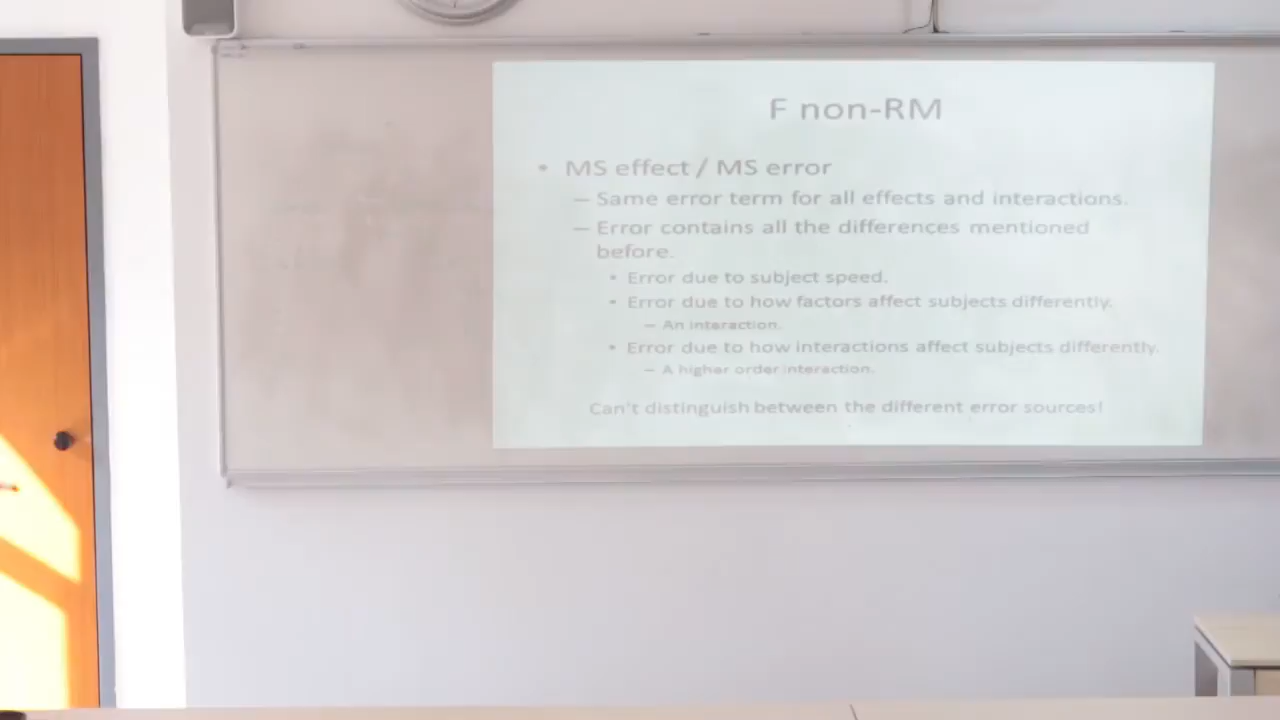 F non-RM
• MS effect / MS error
– Same error term for all effects and interactions.
– Error contains all the differences mentioned
before.
• Error due to subject speed.
• Error due to how factors affect subjects differently.
– An interaction.
• Error due to how interactions affect subjects differently.
– A higher order interaction.
Can't distinguish between the different error sources!